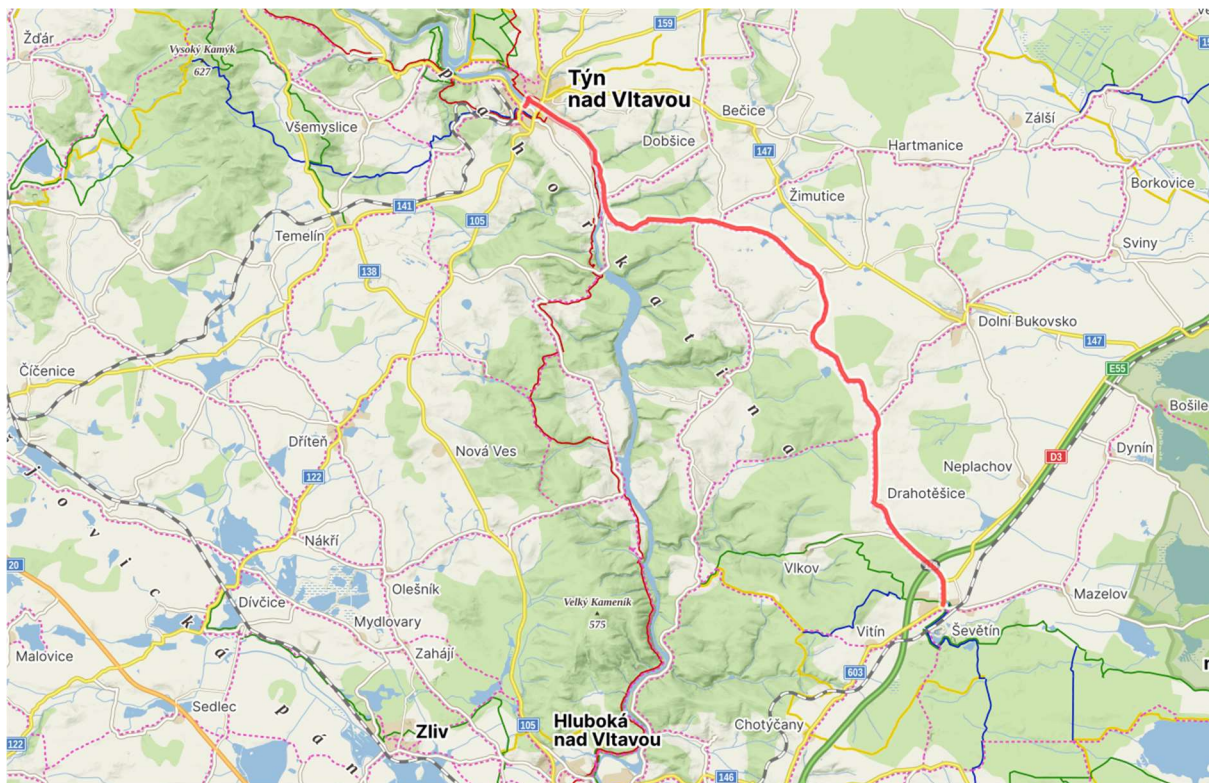 Žďár
Vysoký Kamýk
627
159
Týn
nad Vltavou
Všemyslice
Bečice
Dobšice
147
Zálší
Hartmanice
Borkovice
Žimutice
141
105
Temelín
138
Sviny
Dolní Bukovsko
147
E55
Číčenice
Bošile
Dříteň
Nová Ves
122
D3
Dynín
Neplachov
Drahotěšice
Nákří
20
Olešník
Vlkov
Dívčice
Velký Kameník
575
Mazelov
Mydlovary
Vitín
Ševětín
Malovice
Zahájí
603
Sedlec
Zliv
Hluboká
nad Vltavou
105
Chotýčany
122
146